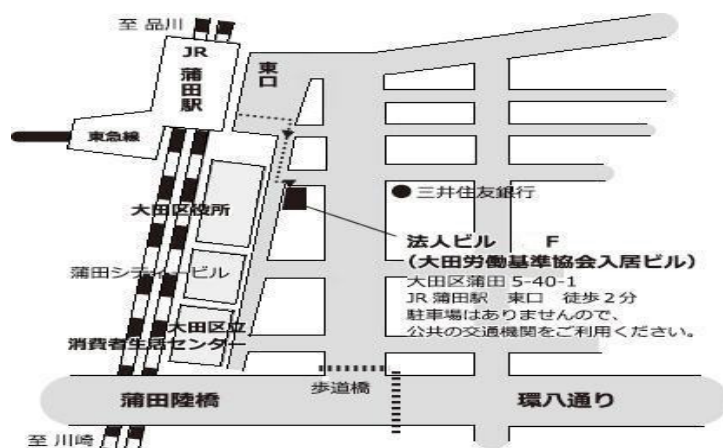 至 品川
JR
蒲田駅
東口
東急線
三井住友銀行
大田区役所
法人ビル F
(大田労働基準協会入居ビル)
蒲田シティービル
大田区蒲田 5-40-1
JR 蒲田駅 東口 徒歩2分
駐車場はありませんので、
公共の交通機関をご利用ください。
大田区立
消費者生活センター
歩道橋
蒲田陸橋
環八通り
至 川崎